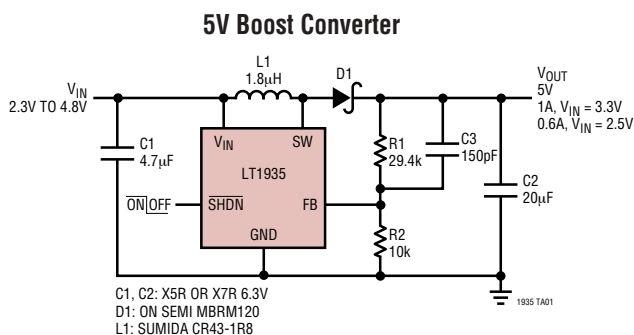 5V Boost Converter
L1
1.8µH
D1
VIN
2.3V TO 4.8V
VOUT
5V
1A, VIN = 3.3V
0.6A, VIN = 2.5V
C1
4.7µF
VIN
SW
LT1935
R1
29.4k
C3
150pF
C2
20µF
ON OFF
SHDN
FB
GND
R2
10k
1935 TA01
C1, C2: X5R OR X7R 6.3V
D1: ON SEMI MBRM120
L1: SUMIDA CR43-1R8